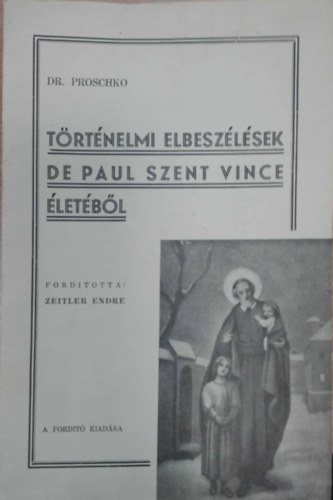 DR. PROSCHKO
TÖRTÉNELMI ELBESZÉLÉSEK
DE PAUL SZENT VINCE
ÉLETÉBŐL
FORDITOTTA:
ZEITLER ENDRE
A FORDITÓ KIADÁSA